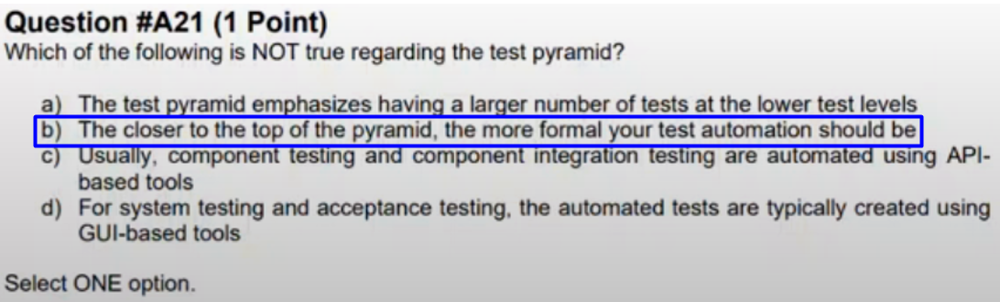 Question #A21 (1 Point)
Which of the following is NOT true regarding the test pyramid?
a) The test pyramid emphasizes having a larger number of tests at the lower test levels
b) The closer to the top of the pyramid, the more formal your test automation should be
c) Usually, component testing and component integration testing are automated using API-
based tools
d) For system testing and acceptance testing, the automated tests are typically created using
GUI-based tools
Select ONE option.